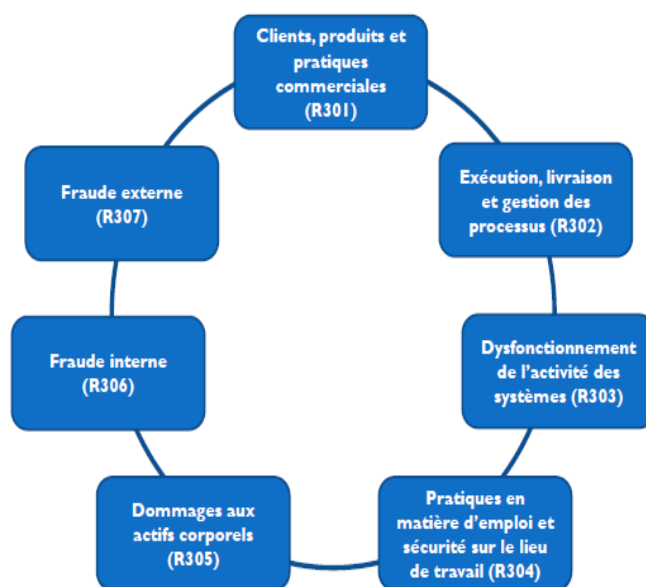 Clients, produits et
pratiques
commerciales
(R301)
Exécution, livraison
et gestion des
processus (R302)
Dysfonctionnement
de l'activité des
systèmes (R303)
Pratiques en
matière d'emploi et
sécurité sur le lieu
de travail (R304)
Dommages aux
actifs corporels
(R305)
Fraude interne
(R306)
Fraude externe
(R307)